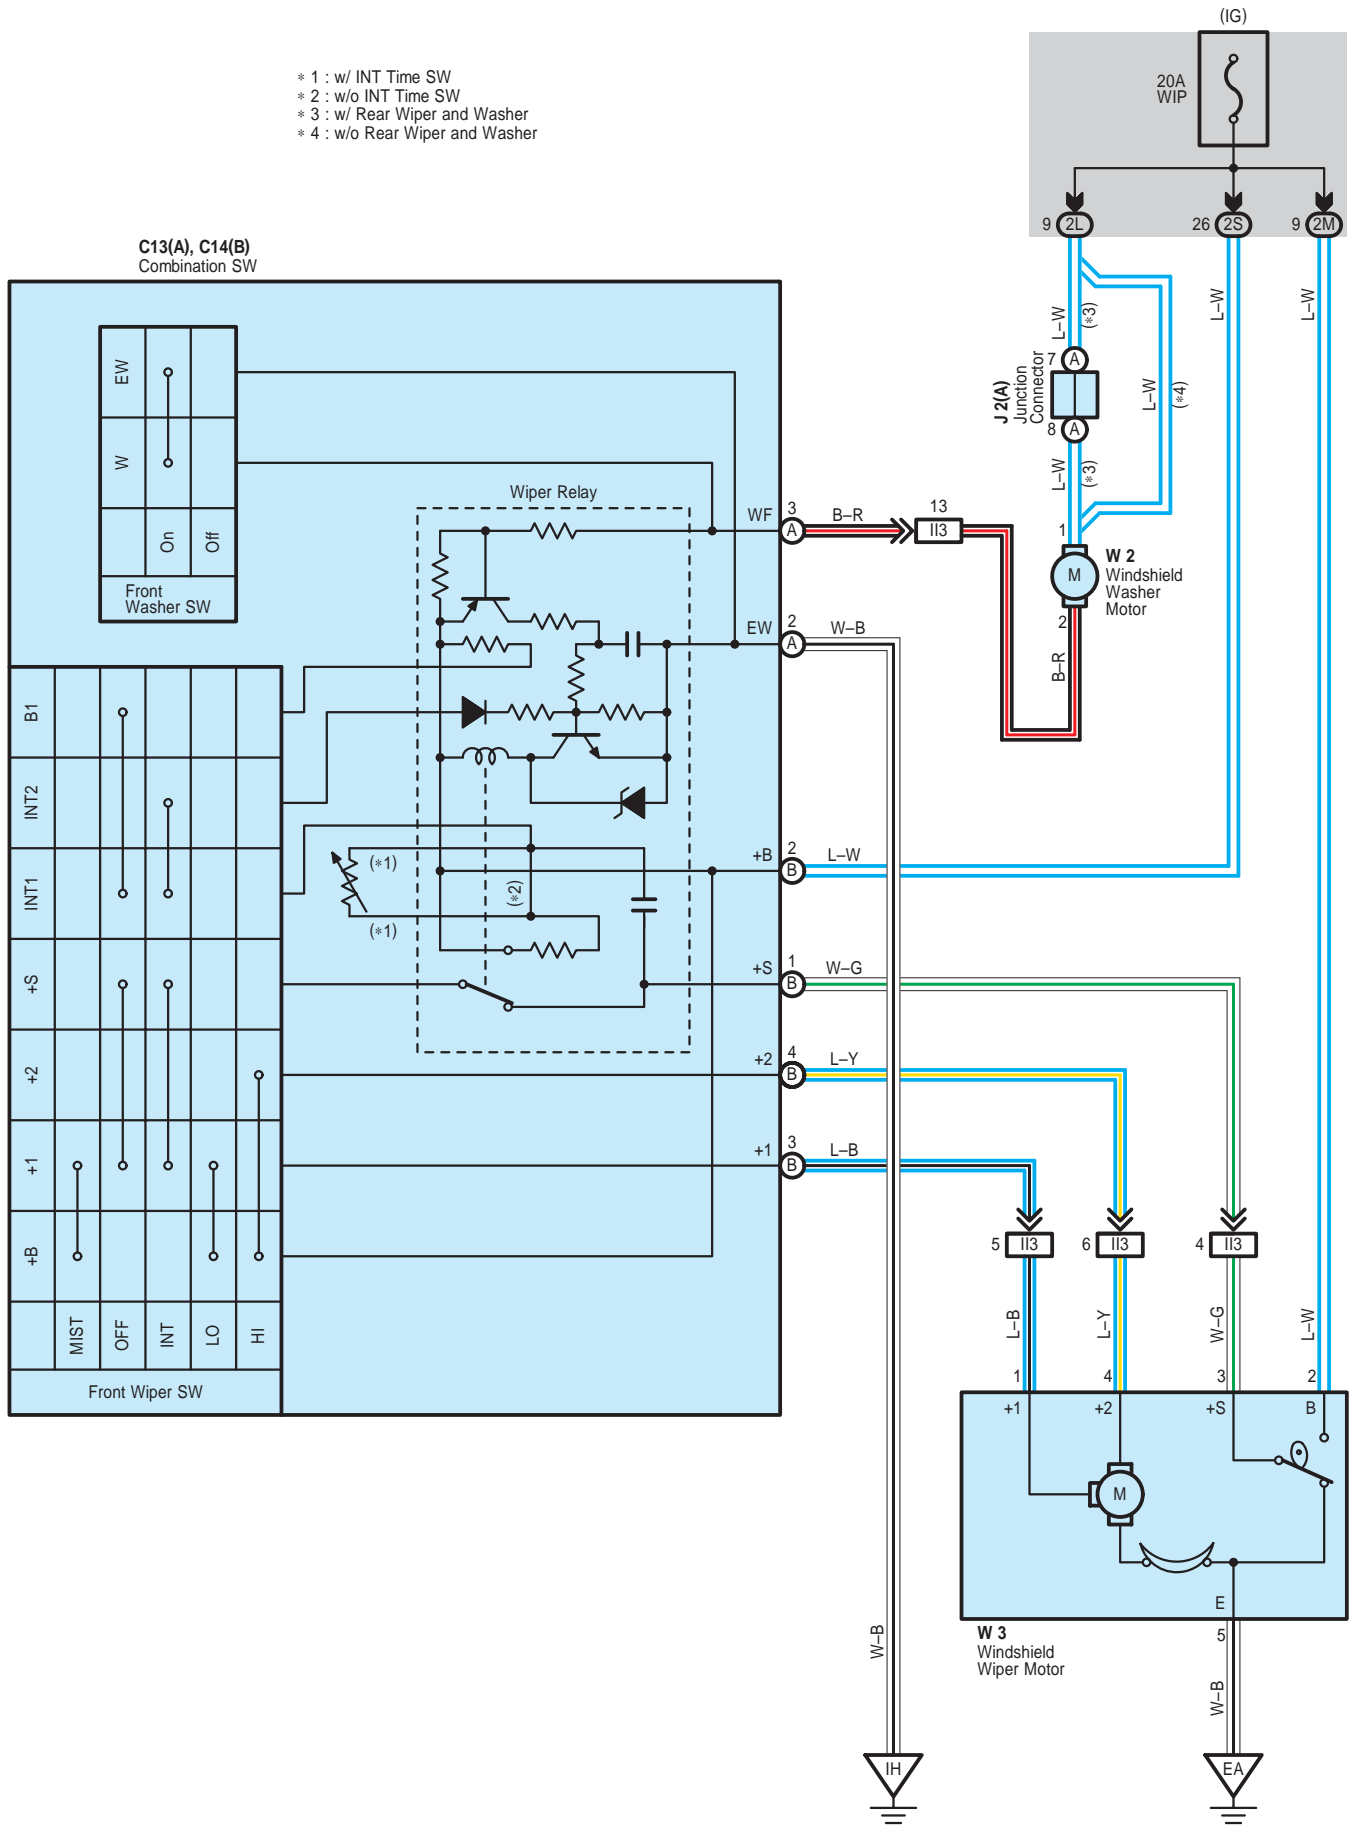 (IG)
20A
WIP
* 1 : w/ INT Time SW
* 2 : w/o INT Time SW
* 3 : w/ Rear Wiper and Washer
* 4 : w/o Rear Wiper and Washer
9 2L
26 2S
9 2M
C13(A), C14(B)
Combination SW
L–W
(*3)
L–W
(*4)
L–W
L–W
7 A
J 2(A)
Junction
Connector
8 A
L–W
(*3)
1
M
W 2
Windshield
Washer
Motor
2
B–R
EW
W
On
Off
Front
Washer SW
Wiper Relay
WF
3
A
B–R
13
II3
EW
2
A
W–B
(*1)
(*1)
(*2)
+B
2
B
L–W
+S
1
B
W–G
+2
4
B
L–Y
+1
3
B
L–B
B1
INT2
INT1
+S
+2
+1
+B
MIST
OFF
INT
LO
HI
Front Wiper SW
5 II3
6 II3
4 II3
L–B
L–Y
W–G
L–W
1
4
3
2
+1
+2
+S
B
M
E
W 3
Windshield
Wiper Motor
5
W–B
W–B
IH
EA